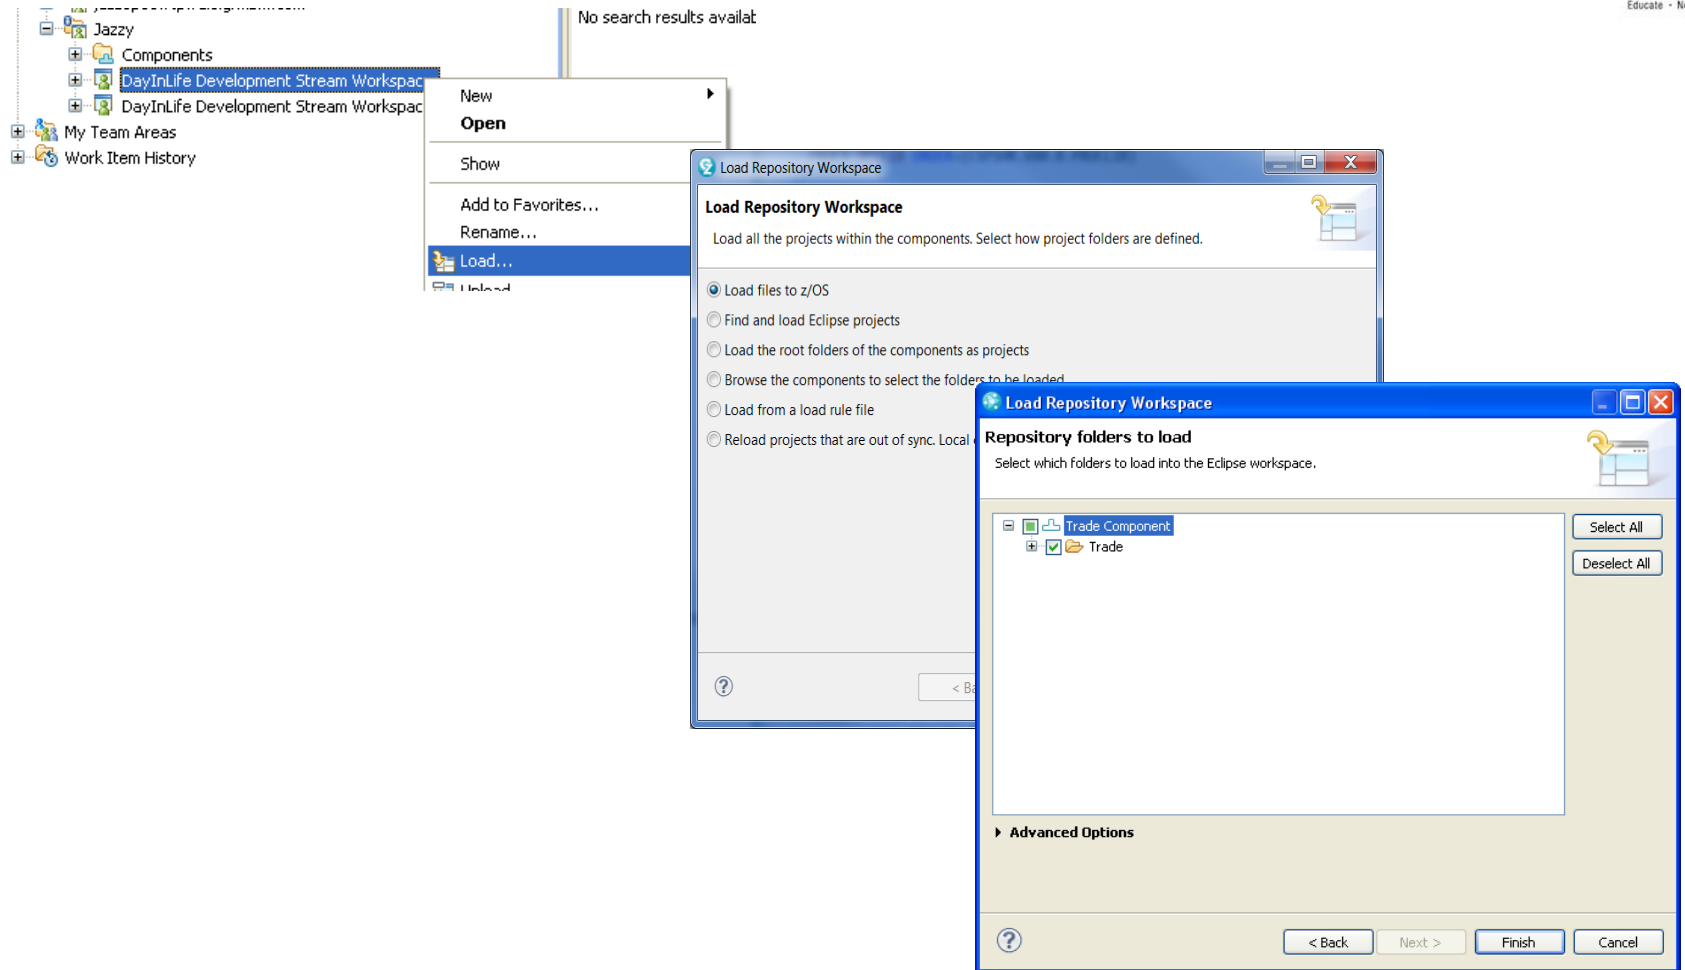 Educate
No search results availab
Jazzy
Components
DayInLife Development Stream Workspac
DayInLife Development Stream Workspac
My Team Areas
Work Item History
New
Open
Show
Add to Favorites...
Rename...
Load...
Upload
Load Repository Workspace
Load Repository Workspace
Load all the projects within the components. Select how project folders are defined.
Load files to z/OS
Find and load Eclipse projects
Load the root folders of the components as projects
Browse the components to select the folders to be loaded
Load from a load rule file
Reload projects that are out of sync. Local
< Ba
Load Repository Workspace
Repository folders to load
Select which folders to load into the Eclipse workspace.
Trade Component
Trade
Select All
Deselect All
Advanced Options
< Back
Next >
Finish
Cancel